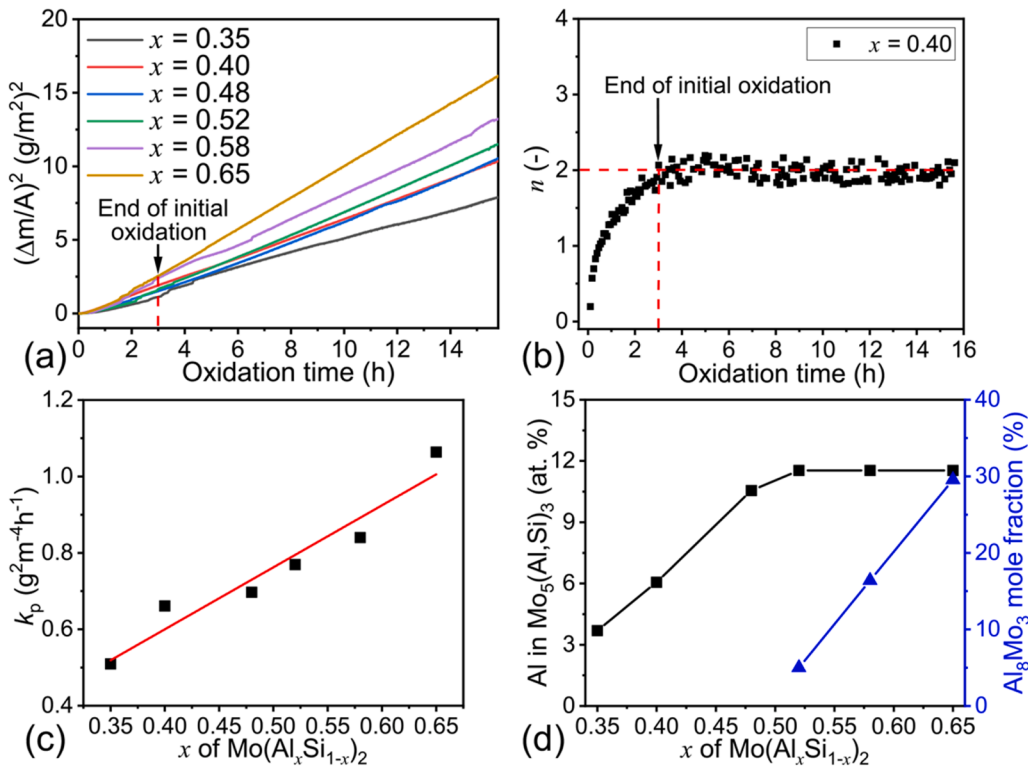 20
15
10
5
0
(Δm/A)² (g/m²)²
x = 0.35
x = 0.40
x = 0.48
x = 0.52
x = 0.58
x = 0.65
End of initial
oxidation
0 2 4 6 8 10 12 14
Oxidation time (h)
(a)
4
3
2
1
0
n (-)
x = 0.40
End of initial oxidation
0 2 4 6 8 10 12 14 16
Oxidation time (h)
(b)
1.2
1.0
0.8
0.6
0.4
kₚ (g²m⁻⁴h⁻¹)
0.35 0.40 0.45 0.50 0.55 0.60 0.65
x of Mo(AlₓSi₁₋ₓ)₂
(c)
15
12
9
6
3
0
Al in Mo₅(Al,Si)₃ (at. %)
40
30
20
10
0
Al₈Mo₃ mole fraction (%)
0.35 0.40 0.45 0.50 0.55 0.60 0.65
x of Mo(AlₓSi₁₋ₓ)₂
(d)